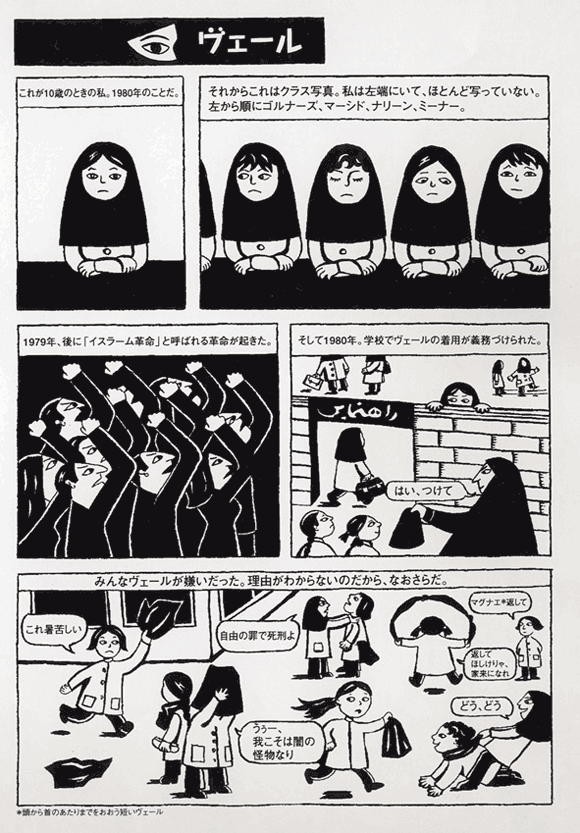 ヴェール
これが10歳のときの私。1980年のことだ。
それからこれはクラス写真。私は左端にいて、ほとんど写っていない。
左から順にゴルナーズ、マーシド、ナリーン、ミーナー。
1979年、後に「イスラーム革命」と呼ばれる革命が起きた。
そして1980年。学校でヴェールの着用が義務づけられた。
はい、つけて
みんなヴェールが嫌いだった。理由がわからないのだから、なおさらだ。
これ暑苦しい
自由の罪で死刑よ
マグナエ*返して
返して
ほしけりゃ、
家来になれ
どう、どう
うぅー、
我こそは闇の
怪物なり
*頭から首のあたりまでをおおう短いヴェール